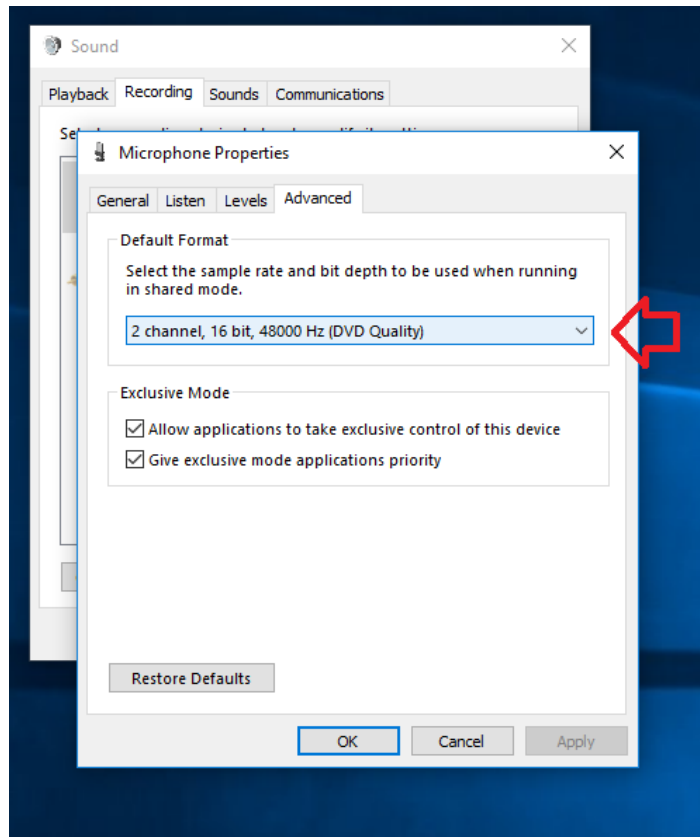 Sound
Playback Recording Sounds Communications
Microphone Properties
General Listen Levels Advanced
Default Format
Select the sample rate and bit depth to be used when running
in shared mode.
2 channel, 16 bit, 48000 Hz (DVD Quality)
Exclusive Mode
Allow applications to take exclusive control of this device
Give exclusive mode applications priority
Restore Defaults
OK Cancel Apply